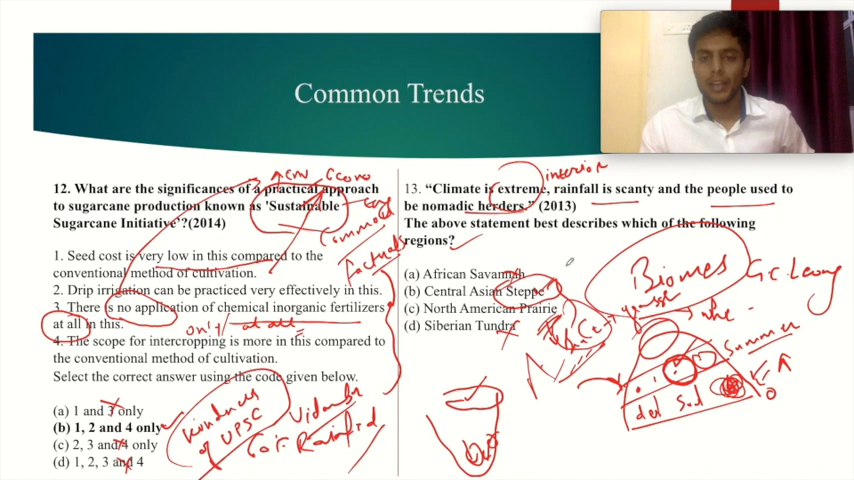 Common Trends
12. What are the significances of a practical approach
to sugarcane production known as 'Sustainable
Sugarcane Initiative'?(2014)
1. Seed cost is very low in this compared to the
conventional method of cultivation.
2. Drip irrigation can be practiced very effectively in this.
3. There is no application of chemical inorganic fertilizers
at all in this.
4. The scope for intercropping is more in this compared to
the conventional method of cultivation.
Select the correct answer using the code given below.
(a) 1 and 3 only
(b) 1, 2 and 4 only
(c) 2, 3 and 4 only
(d) 1, 2, 3 and 4
Econo
Factuals
only / at all
Kindness
of UPSC
60% Rainfed
13. “Climate is extreme, rainfall is scanty and the people used to
be nomadic herders.” (2013)
The above statement best describes which of the following
regions?
(a) African Savannah
(b) Central Asian Steppe
(c) North American Prairie
(d) Siberian Tundra
interior
Biomes
G.C. Leong
Summer